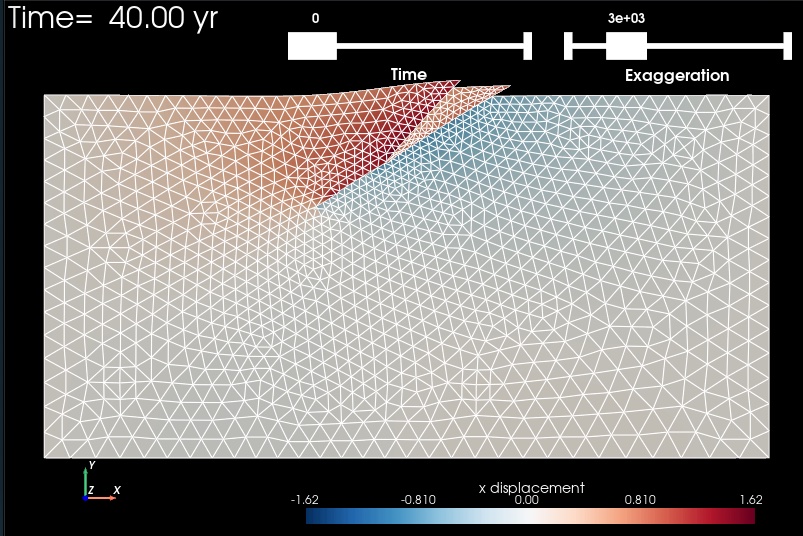 Time= 40.00 yr
0
3e+03
Time
Exaggeration
Y
Z X
x displacement
-1.62 -0.810 0.00 0.810 1.62